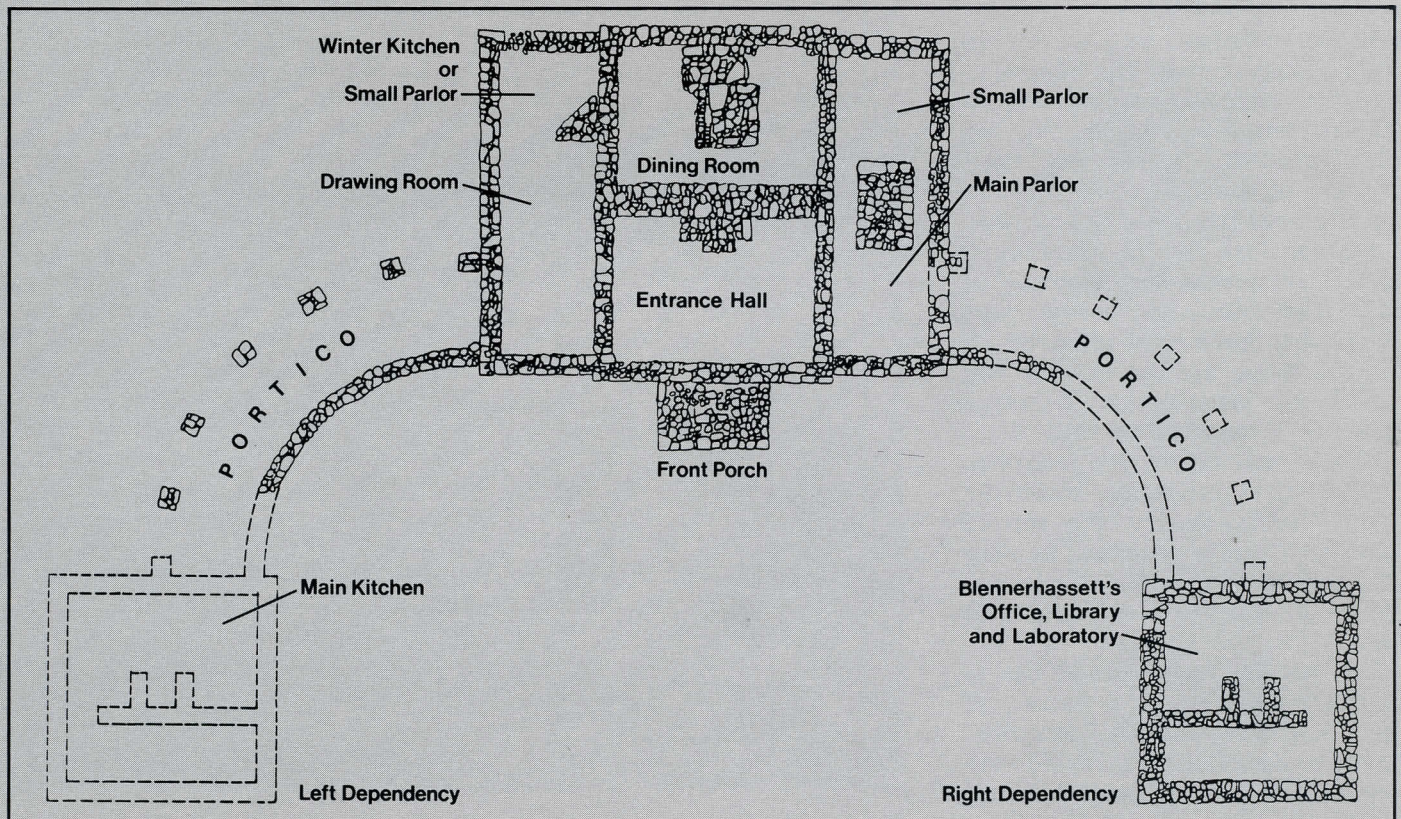 Winter Kitchen
or
Small Parlor
Small Parlor
Dining Room
Drawing Room
Main Parlor
Entrance Hall
PORTICO
PORTICO
Front Porch
Main Kitchen
Blennerhassett's
Office, Library
and Laboratory
Left Dependency
Right Dependency